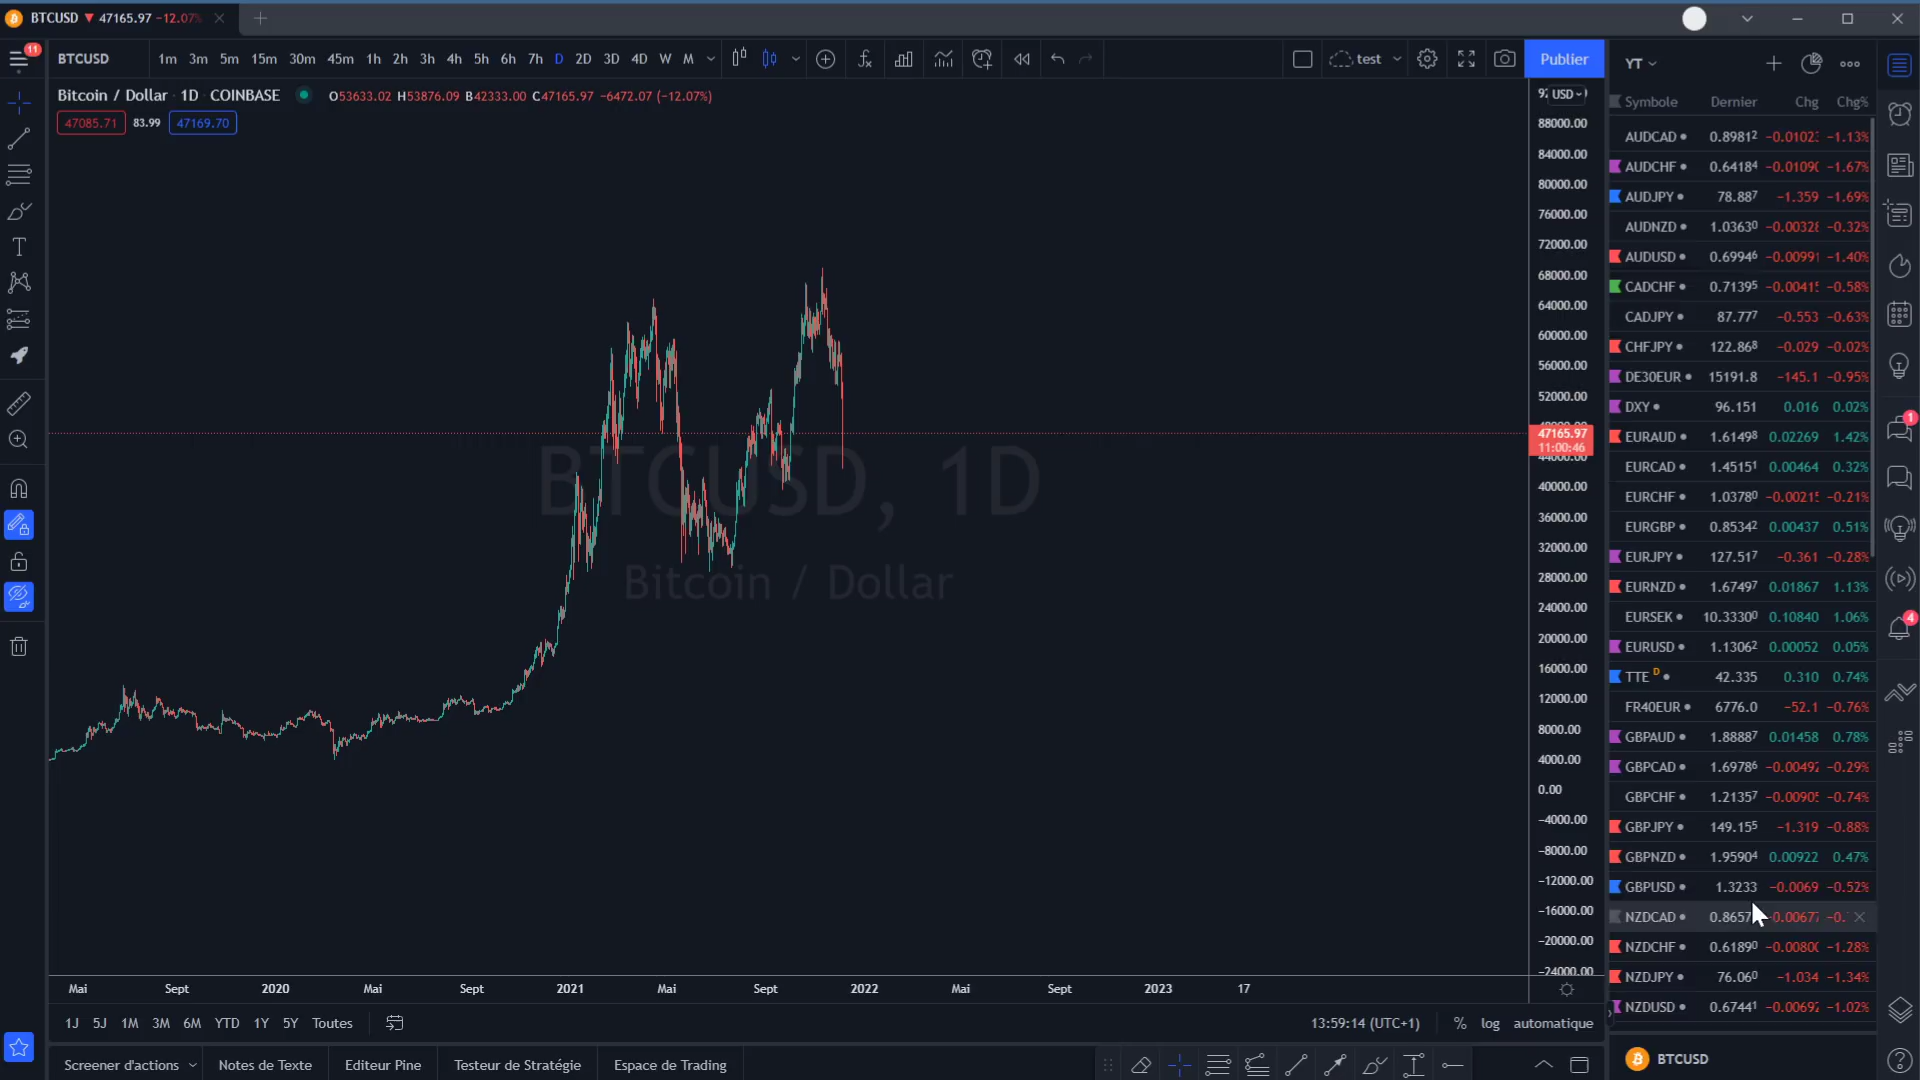 BTCUSD ▼ 47165.97 −12.07%
11
BTCUSD 1m 3m 5m 15m 30m 45m 1h 2h 3h 4h 5h 6h 7h D 2D 3D 4D W M test Publier YT
Bitcoin / Dollar 1D COINBASE O53633.02 H53876.09 B42333.00 C47165.97 −6472.07 (−12.07%)
47085.71 83.99 47169.70
USD
88000.00
84000.00
80000.00
76000.00
72000.00
68000.00
64000.00
60000.00
56000.00
52000.00
47165.97
11:00:46
44000.00
40000.00
36000.00
32000.00
28000.00
24000.00
20000.00
16000.00
12000.00
8000.00
4000.00
0.00
−4000.00
−8000.00
−12000.00
−16000.00
−20000.00
−24000.00
BTCUSD, 1D
Bitcoin / Dollar
Mai Sept 2020 Mai Sept 2021 Mai Sept 2022 Mai Sept 2023 17
1J 5J 1M 3M 6M YTD 1Y 5Y Toutes 13:59:14 (UTC+1) % log automatique
Screener d'actions Notes de Texte Editeur Pine Testeur de Stratégie Espace de Trading
Symbole Dernier Chg Chg%
AUDCAD 0.89812 −1.13%
AUDCHF 0.64184 −1.67%
AUDJPY 78.887 −1.359 −1.69%
AUDNZD 1.03630 −0.32%
AUDUSD 0.69946 −0.00991 −1.40%
CADCHF 0.71395 −0.58%
CADJPY 87.777 −0.553 −0.63%
CHFJPY 122.868 −0.029 −0.02%
DE30EUR 15191.8 −145.1 −0.95%
DXY 96.151 0.016 0.02%
EURAUD 1.61498 0.02269 1.42%
EURCAD 1.45151 0.00464 0.32%
EURCHF 1.03780 −0.21%
EURGBP 0.85342 0.00437 0.51%
EURJPY 127.517 −0.361 −0.28%
EURNZD 1.67497 0.01867 1.13%
EURSEK 10.33300 0.10840 1.06%
EURUSD 1.13062 0.00052 0.05%
TTE D 42.335 0.310 0.74%
FR40EUR 6776.0 −52.1 −0.76%
GBPAUD 1.88887 0.01458 0.78%
GBPCAD 1.69786 −0.00492 −0.29%
GBPCHF 1.21357 −0.74%
GBPJPY 149.155 −1.319 −0.88%
GBPNZD 1.95904 0.00922 0.47%
GBPUSD 1.3233 −0.0069 −0.52%
NZDCAD 0.8657
NZDCHF 0.61890 −1.28%
NZDJPY 76.060 −1.034 −1.34%
NZDUSD 0.67441 −0.00692 −1.02%
BTCUSD
1
4